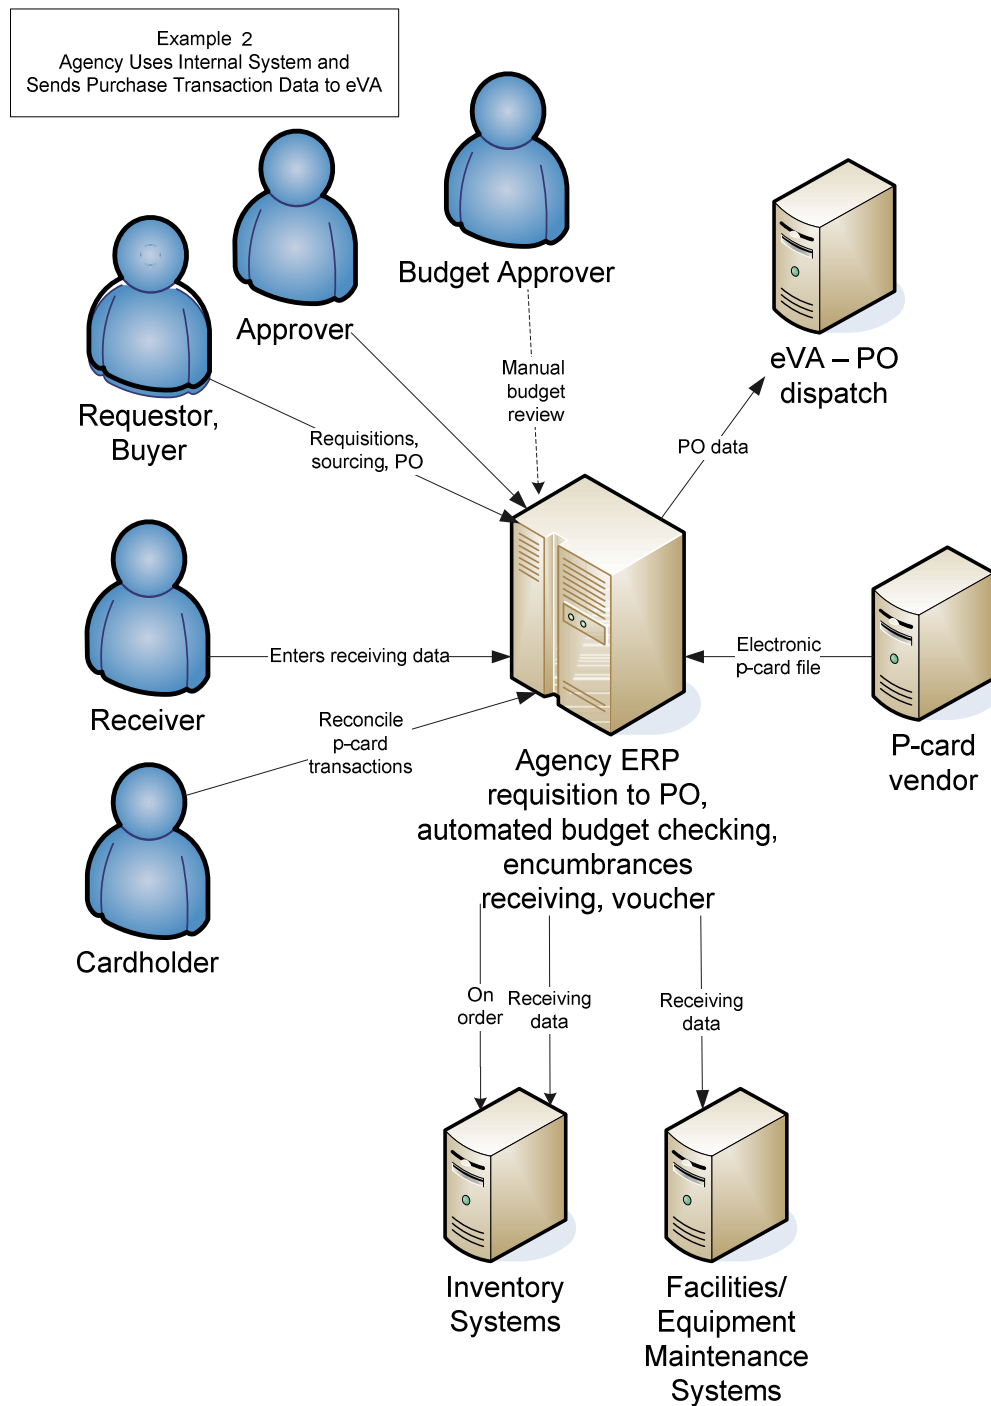 Example 2
Agency Uses Internal System and
Sends Purchase Transaction Data to eVA
Budget Approver
Approver
Requestor,
Buyer
Manual
budget
review
eVA – PO
dispatch
Requisitions,
sourcing, PO
PO data
Enters receiving data
Electronic
p-card file
Receiver
Reconcile
p-card
transactions
P-card
vendor
Agency ERP
requisition to PO,
automated budget checking,
encumbrances
receiving, voucher
Cardholder
On
order
Receiving
data
Receiving
data
Inventory
Systems
Facilities/
Equipment
Maintenance
Systems